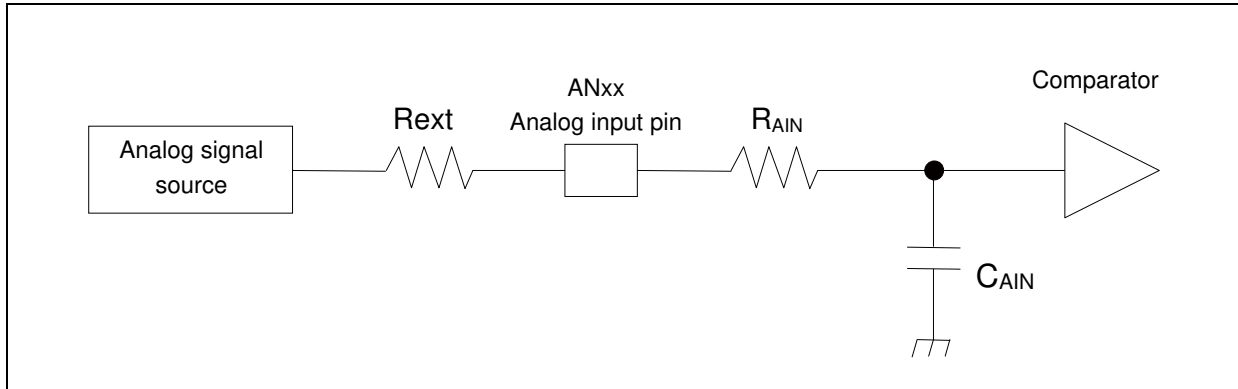 Analog signal
source
Rext
ANxx
Analog input pin
RAIN
Comparator
CAIN